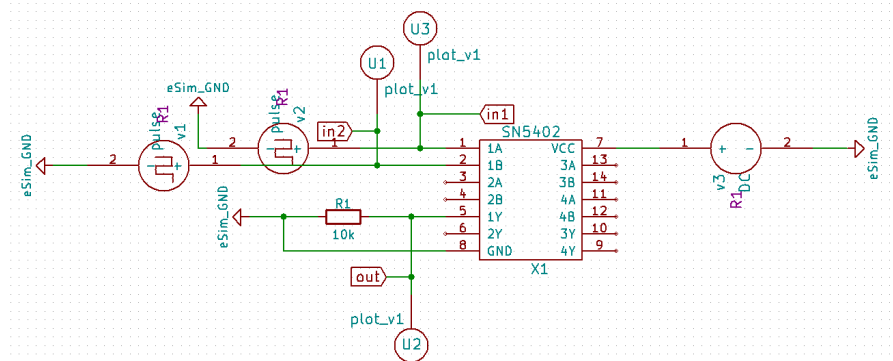 U3
plot_v1
U1
plot_v1
eSim_GND
R1
pulse
v1
R1
pulse
v2
in2
in1
SN5402
eSim_GND
2
1
2
1
1 1A
2 1B
3 2A
4 2B
5 1Y
6 2Y
8 GND
VCC 7
3A 13
3B 14
4A 11
4B 12
3Y 10
4Y 9
X1
1
+ -
2
v3
DC
R1
eSim_GND
eSim_GND
R1
10k
out
plot_v1
U2